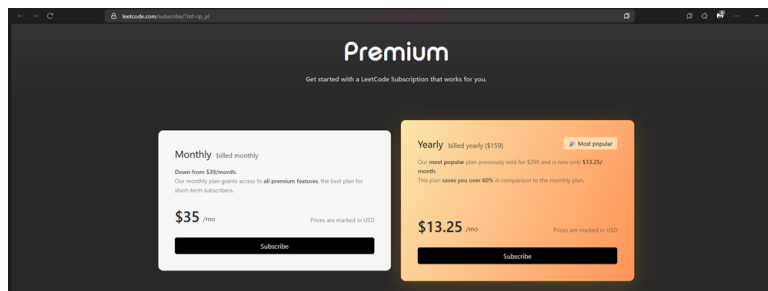 leetcode.com/subscribe/?ref=lp_pl
Premium
Get started with a LeetCode Subscription that works for you.
Monthly billed monthly
Down from $39/month.
Our monthly plan grants access to all premium features, the best plan for
short-term subscribers.
$35 /mo
Prices are marked in USD
Subscribe
Yearly billed yearly ($159)
Most popular
Our most popular plan previously sold for $299 and is now only $13.25/
month.
This plan saves you over 60% in comparison to the monthly plan.
$13.25 /mo
Prices are marked in USD
Subscribe